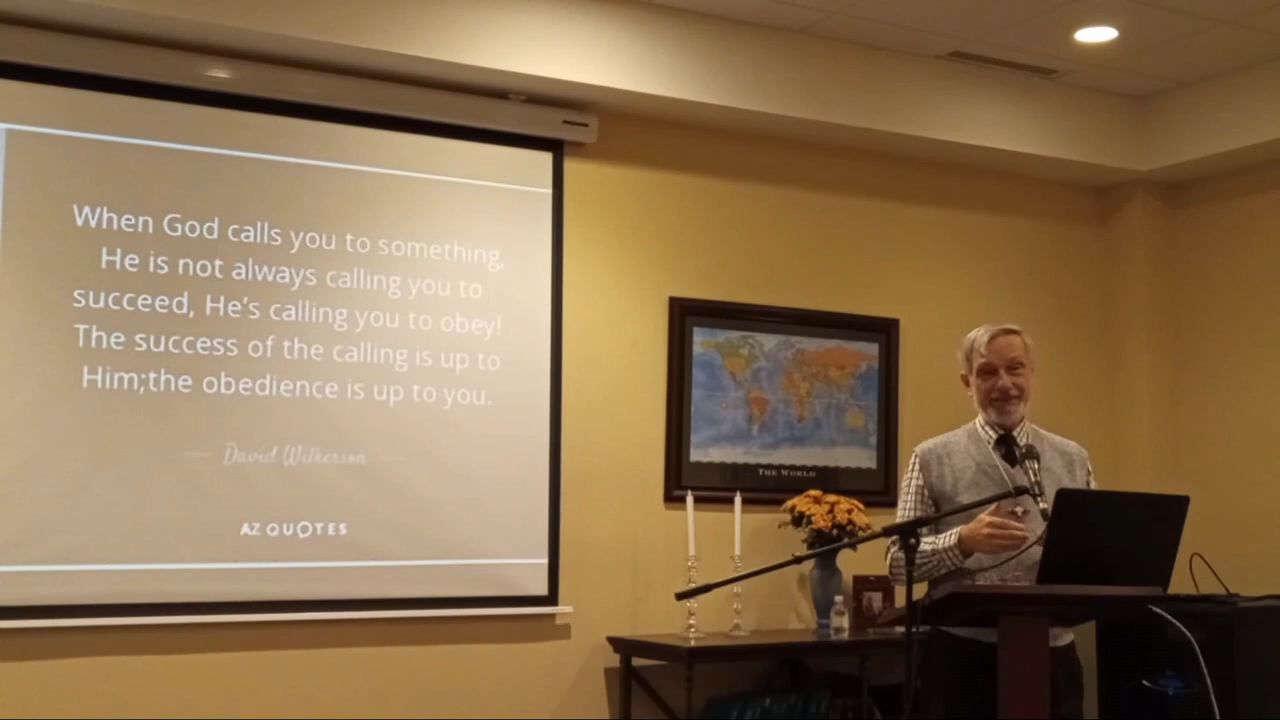 When God calls you to something,
He is not always calling you to
succeed, He's calling you to obey!
The success of the calling is up to
Him;the obedience is up to you.
David Wilkerson
AZ QUOTES
THE WORLD